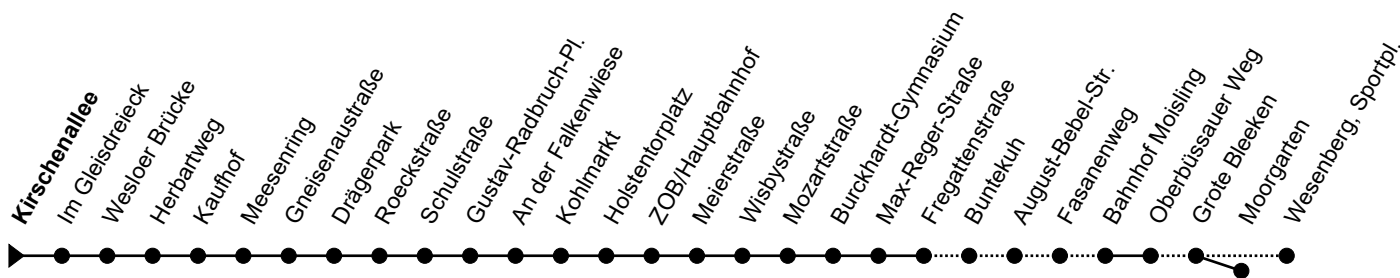 Kirschenallee
Im Gleisdreieck
Wesloer Brücke
Herbartweg
Kaufhof
Meesenring
Gneisenaustraße
Drägerpark
Roeckstraße
Schulstraße
Gustav-Radbruch-Pl.
An der Falkenwiese
Kohlmarkt
Holstentorplatz
ZOB/Hauptbahnhof
Meierstraße
Wisbystraße
Mozartstraße
Burckhardt-Gymnasium
Max-Reger-Straße
Fregattenstraße
Buntekuh
August-Bebel-Str.
Fasanenweg
Bahnhof Moisling
Oberbüssauer Weg
Grote Bleeken
Moorgarten
Wesenberg, Sportpl.